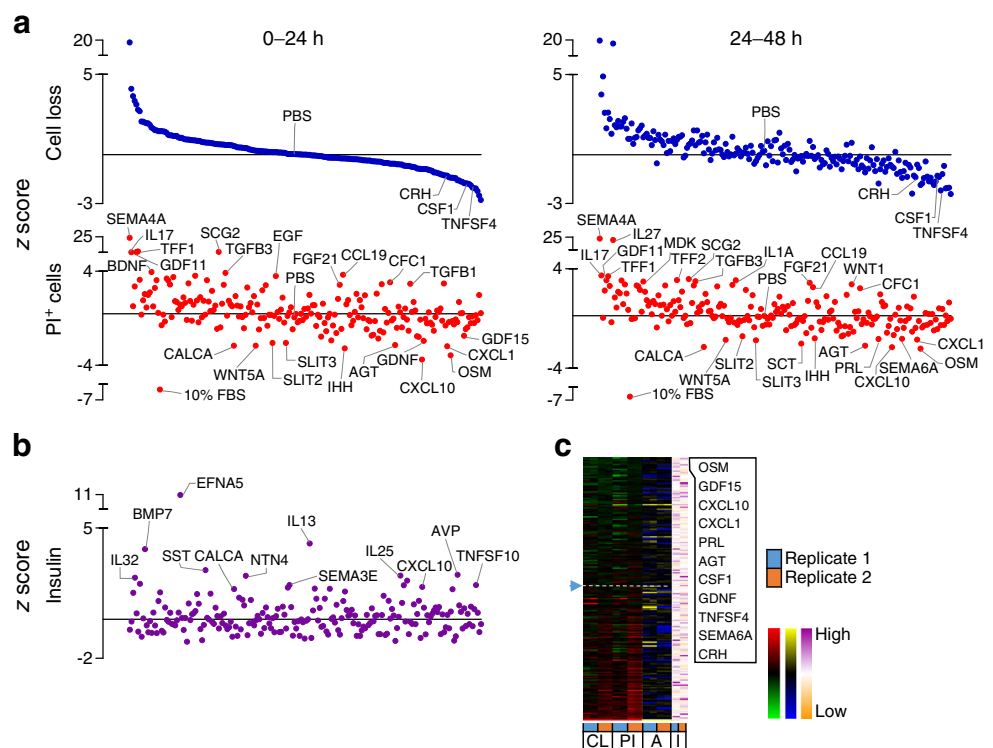 a
0–24 h
24–48 h
20
5
-3
Cell loss
z score
PBS
CRH
CSF1
TNFSF4
20
5
-3
PBS
CRH
CSF1
TNFSF4
25
4
-4
-7
PI+ cells
SEMA4A
IL17
TFF1
BDNF
GDF11
SCG2
TGFB3
EGF
PBS
FGF21
CCL19
CFC1
TGFB1
GDF15
CXCL1
OSM
CXCL10
GDNF
AGT
IHH
SLIT3
SLIT2
WNT5A
CALCA
10% FBS
25
4
-4
-7
SEMA4A
IL27
IL17
GDF11
TFF1
MDK
TFF2
SCG2
TGFB3
IL1A
PBS
FGF21
CCL19
WNT1
CFC1
CXCL1
OSM
SEMA6A
CXCL10
PRL
AGT
IHH
SCT
SLIT3
SLIT2
WNT5A
CALCA
10% FBS
b
11
5
-2
z score
Insulin
EFNA5
BMP7
IL32
SST
CALCA
NTN4
IL13
SEMA3E
IL25
CXCL10
AVP
TNFSF10
c
OSM
GDF15
CXCL10
CXCL1
PRL
AGT
CSF1
GDNF
TNFSF4
SEMA6A
CRH
Replicate 1
Replicate 2
High
Low
CL
PI
A
I